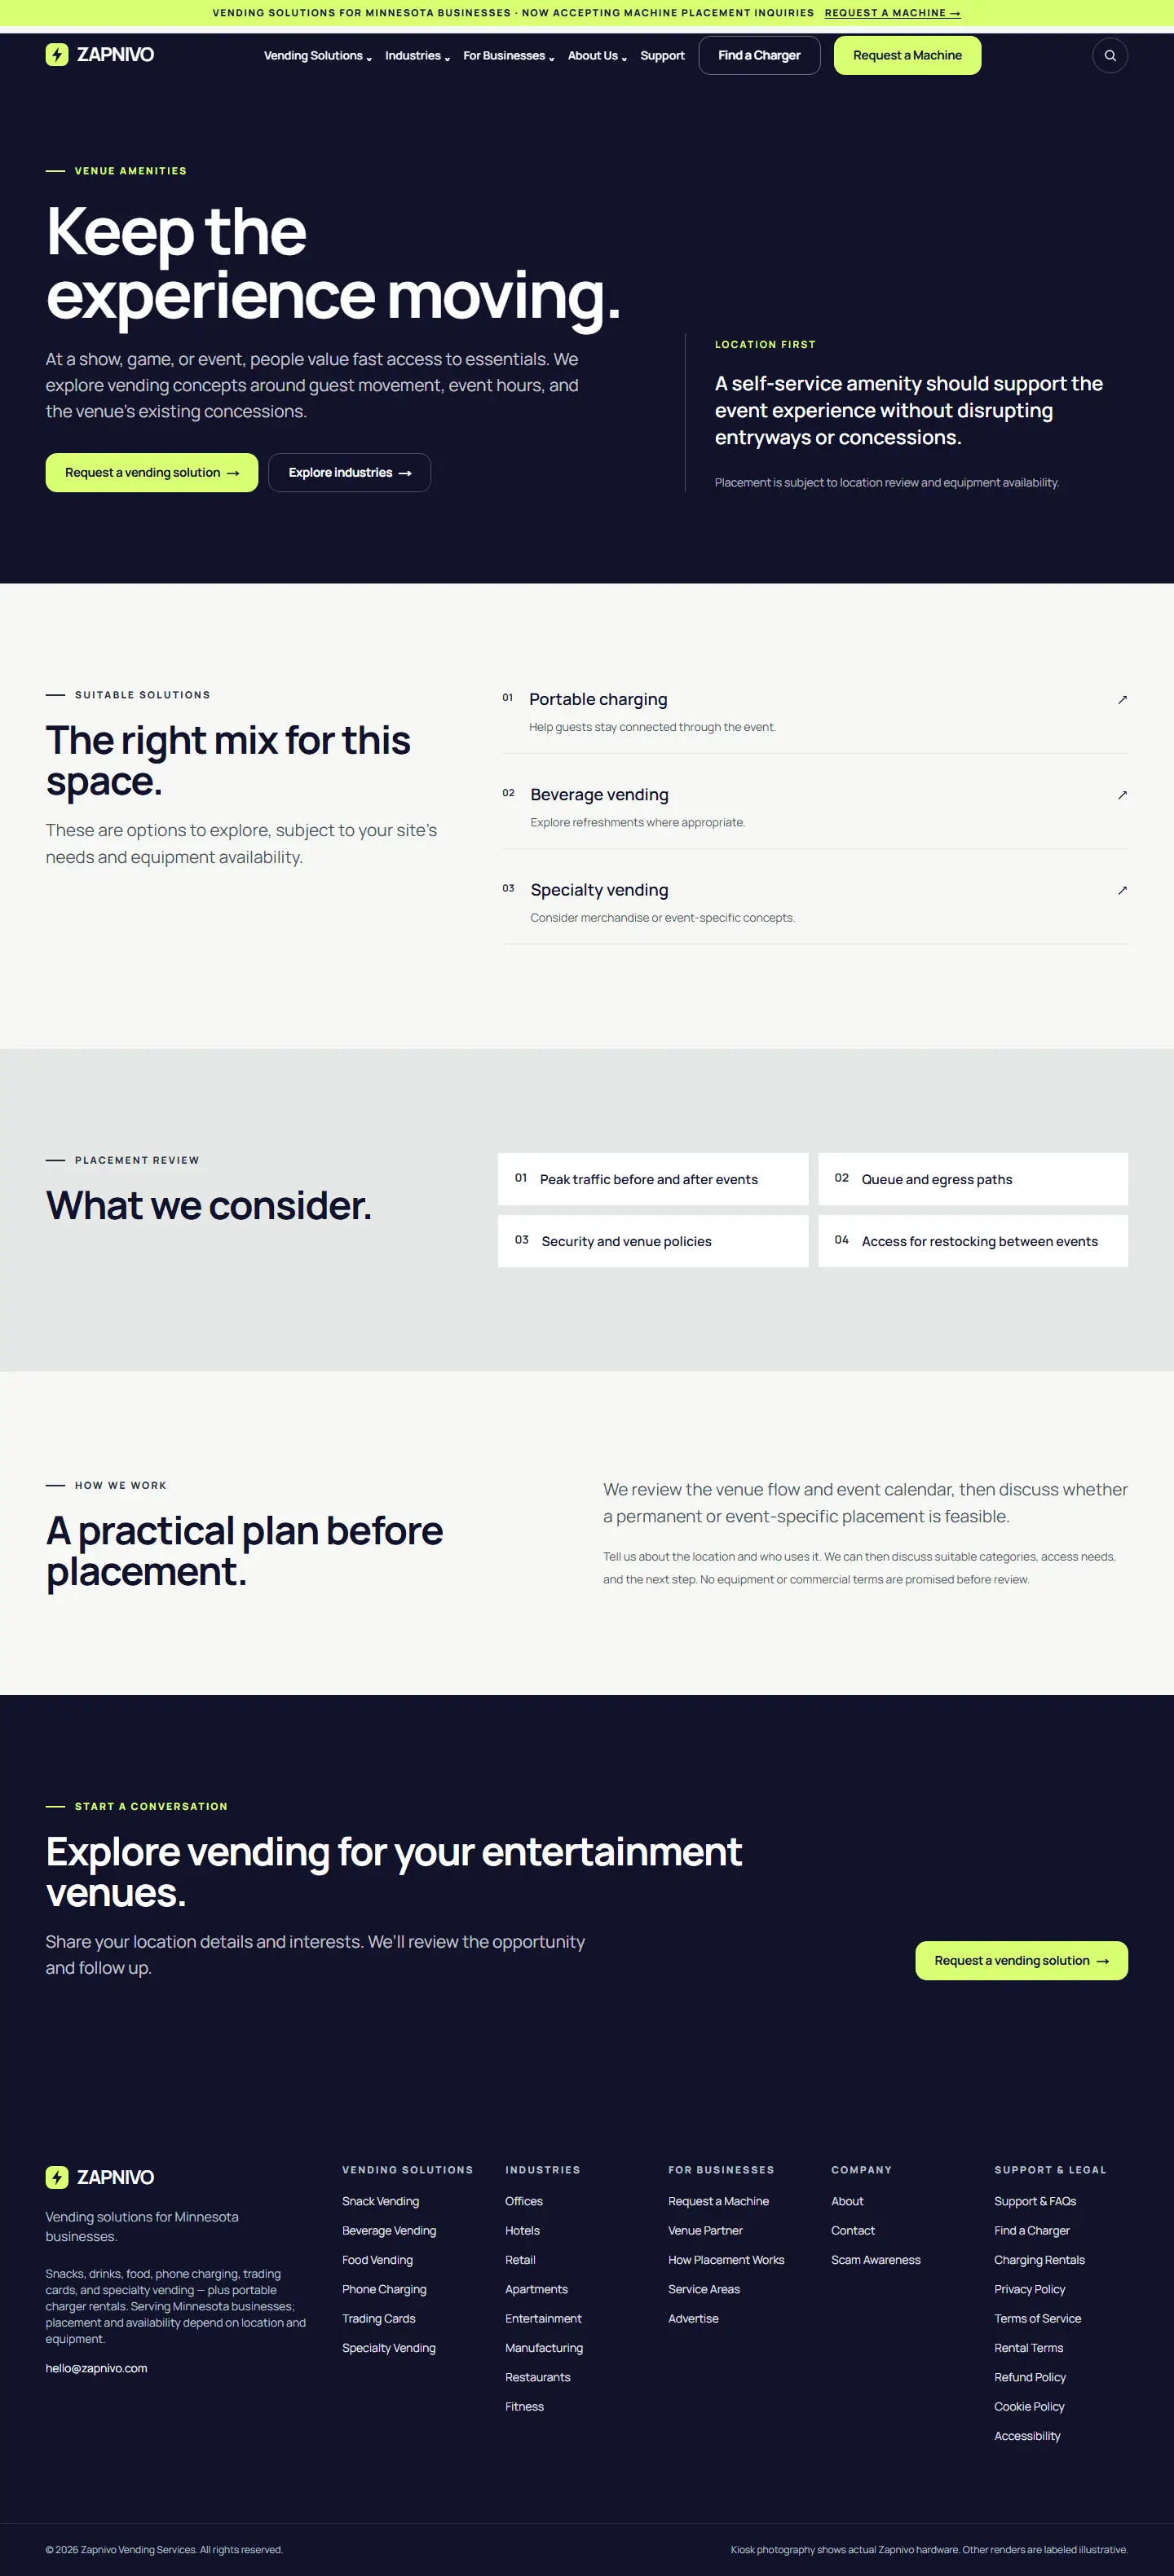 VENDING SOLUTIONS FOR MINNESOTA BUSINESSES · NOW ACCEPTING MACHINE PLACEMENT INQUIRIES REQUEST A MACHINE →
ZAPNIVO
Vending Solutions Industries For Businesses About Us Support Find a Charger Request a Machine
VENUE AMENITIES
Keep the
experience moving.
At a show, game, or event, people value fast access to essentials. We
explore vending concepts around guest movement, event hours, and
the venue's existing concessions.
Request a vending solution →
Explore industries →
LOCATION FIRST
A self-service amenity should support the
event experience without disrupting
entryways or concessions.
Placement is subject to location review and equipment availability.
SUITABLE SOLUTIONS
The right mix for this
space.
These are options to explore, subject to your site's
needs and equipment availability.
01 Portable charging ↗
Help guests stay connected through the event.
02 Beverage vending ↗
Explore refreshments where appropriate.
03 Specialty vending ↗
Consider merchandise or event-specific concepts.
PLACEMENT REVIEW
What we consider.
01 Peak traffic before and after events
02 Queue and egress paths
03 Security and venue policies
04 Access for restocking between events
HOW WE WORK
A practical plan before
placement.
We review the venue flow and event calendar, then discuss whether
a permanent or event-specific placement is feasible.
Tell us about the location and who uses it. We can then discuss suitable categories, access needs,
and the next step. No equipment or commercial terms are promised before review.
START A CONVERSATION
Explore vending for your entertainment
venues.
Share your location details and interests. We'll review the opportunity
and follow up.
Request a vending solution →
ZAPNIVO
Vending solutions for Minnesota
businesses.
Snacks, drinks, food, phone charging, trading
cards, and specialty vending — plus portable
charger rentals. Serving Minnesota businesses;
placement and availability depend on location and
equipment.
hello@zapnivo.com
VENDING SOLUTIONS
Snack Vending
Beverage Vending
Food Vending
Phone Charging
Trading Cards
Specialty Vending
INDUSTRIES
Offices
Hotels
Retail
Apartments
Entertainment
Manufacturing
Restaurants
Fitness
FOR BUSINESSES
Request a Machine
Venue Partner
How Placement Works
Service Areas
Advertise
COMPANY
About
Contact
Scam Awareness
SUPPORT & LEGAL
Support & FAQs
Find a Charger
Charging Rentals
Privacy Policy
Terms of Service
Rental Terms
Refund Policy
Cookie Policy
Accessibility
© 2026 Zapnivo Vending Services. All rights reserved.
Kiosk photography shows actual Zapnivo hardware. Other renders are labeled illustrative.